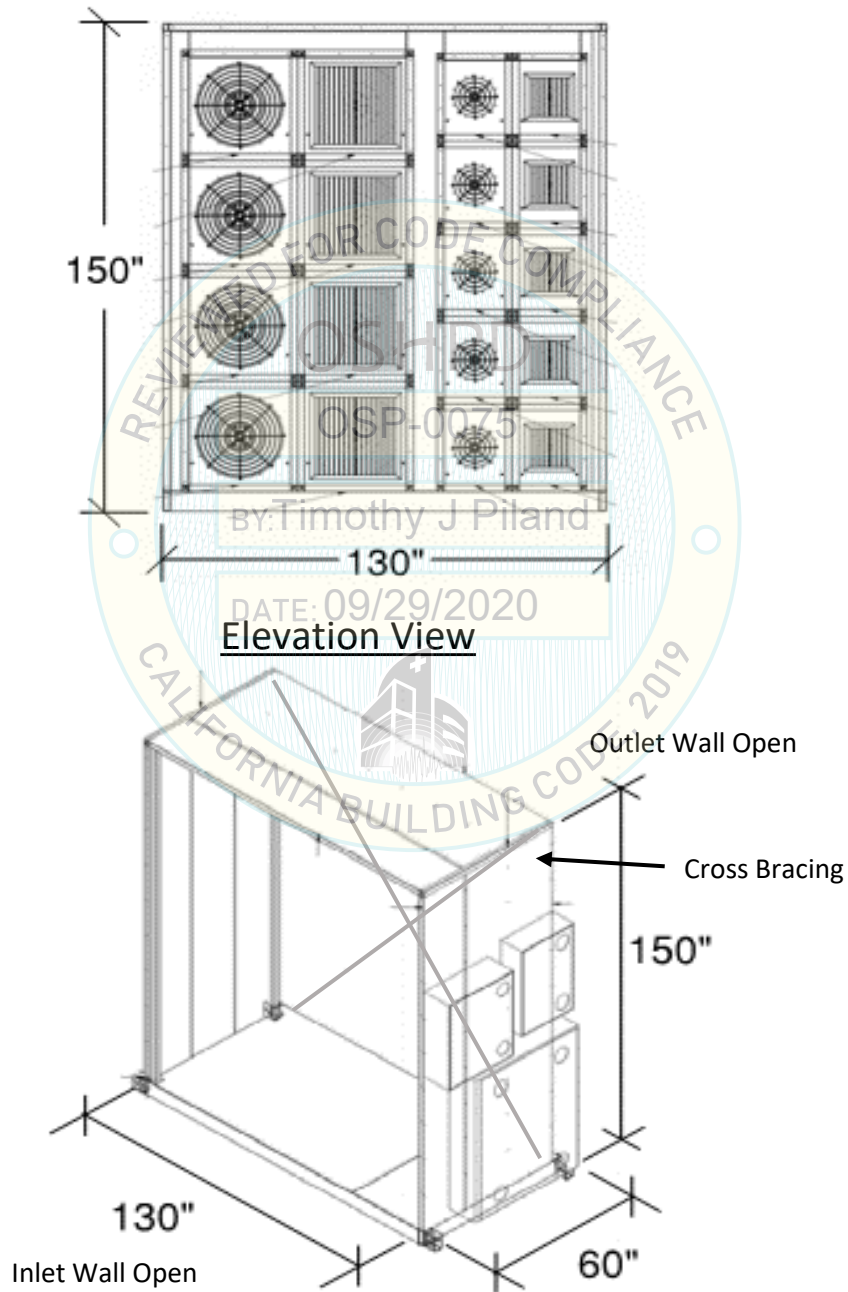 150"
REVIEWED FOR CODE COMPLIANCE
OSHPD
OSP-0075
BY: Timothy J Piland
130"
DATE: 09/29/2020
Elevation View
CALIFORNIA BUILDING CODE 2019
Outlet Wall Open
Cross Bracing
150"
130"
60"
Inlet Wall Open